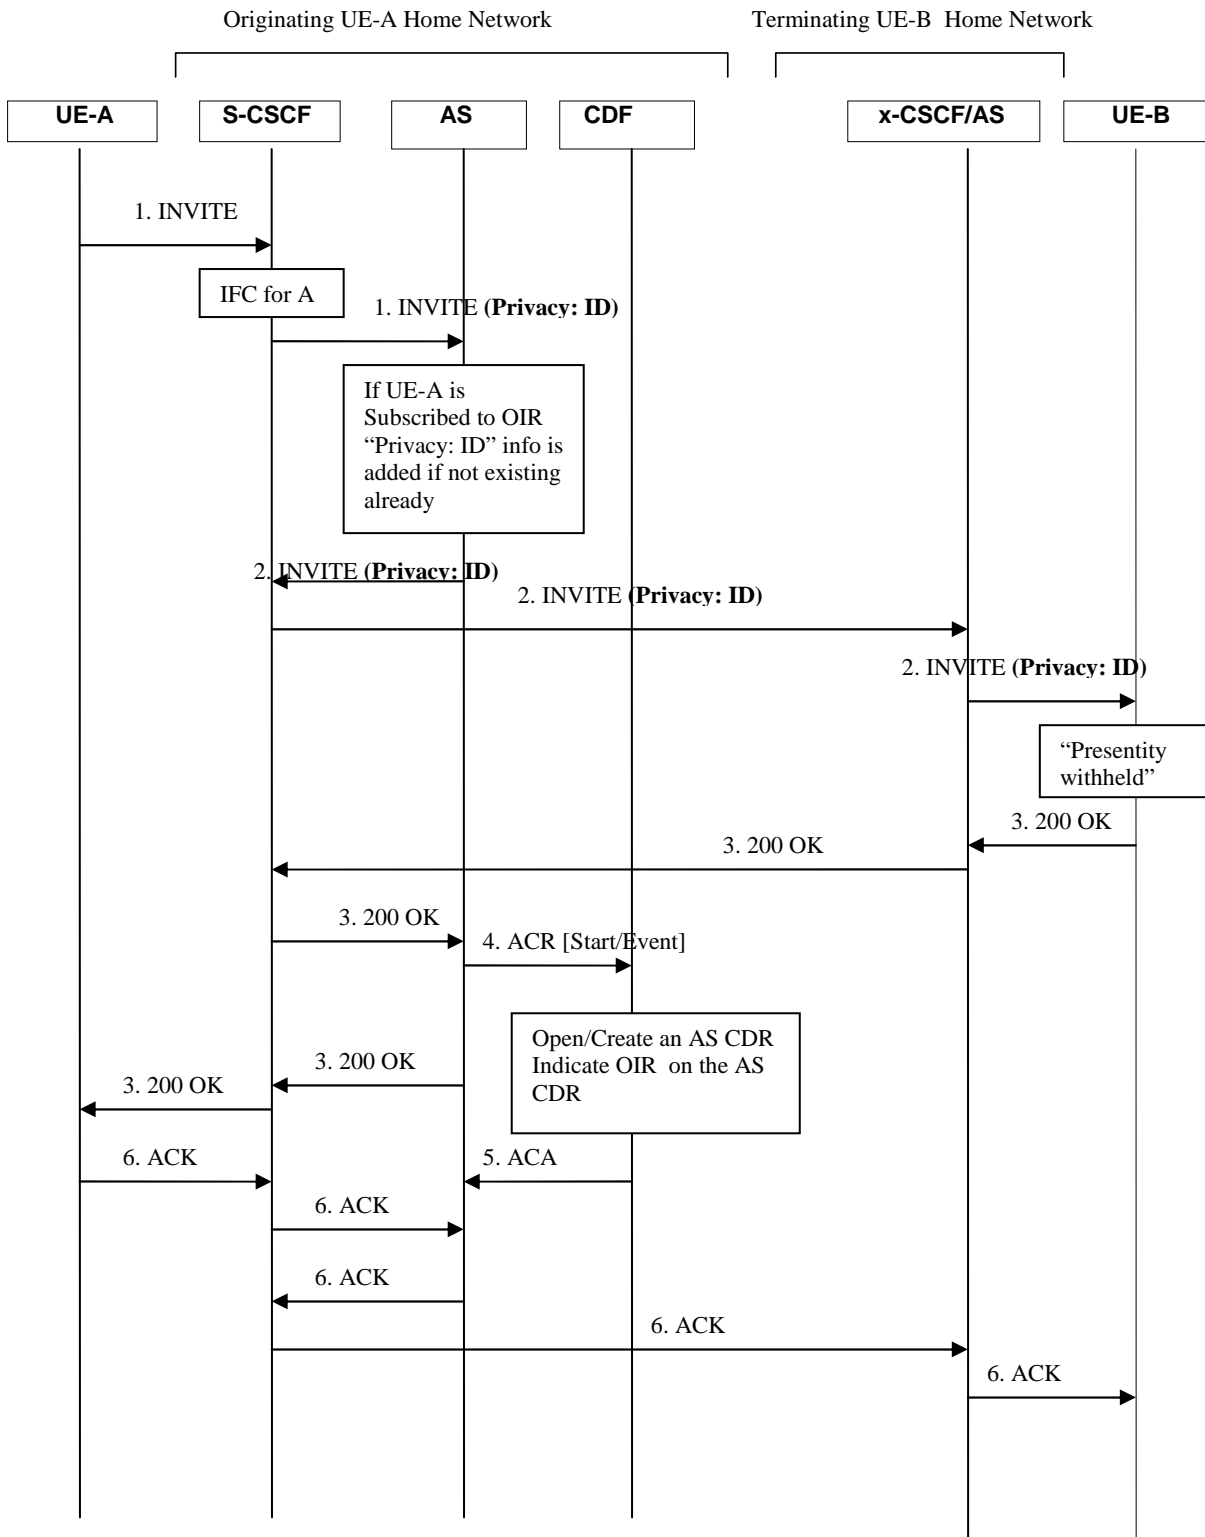 Originating UE-A Home Network
Terminating UE-B Home Network
UE-A
S-CSCF
AS
CDF
x-CSCF/AS
UE-B
1. INVITE
IFC for A
1. INVITE (Privacy: ID)
If UE-A is
Subscribed to OIR
“Privacy: ID” info is
added if not existing
already
2. INVITE (Privacy: ID)
2. INVITE (Privacy: ID)
2. INVITE (Privacy: ID)
“Presentity
withheld”
3. 200 OK
3. 200 OK
3. 200 OK
4. ACR [Start/Event]
Open/Create an AS CDR
Indicate OIR on the AS
CDR
3. 200 OK
3. 200 OK
6. ACK
5. ACA
6. ACK
6. ACK
6. ACK
6. ACK